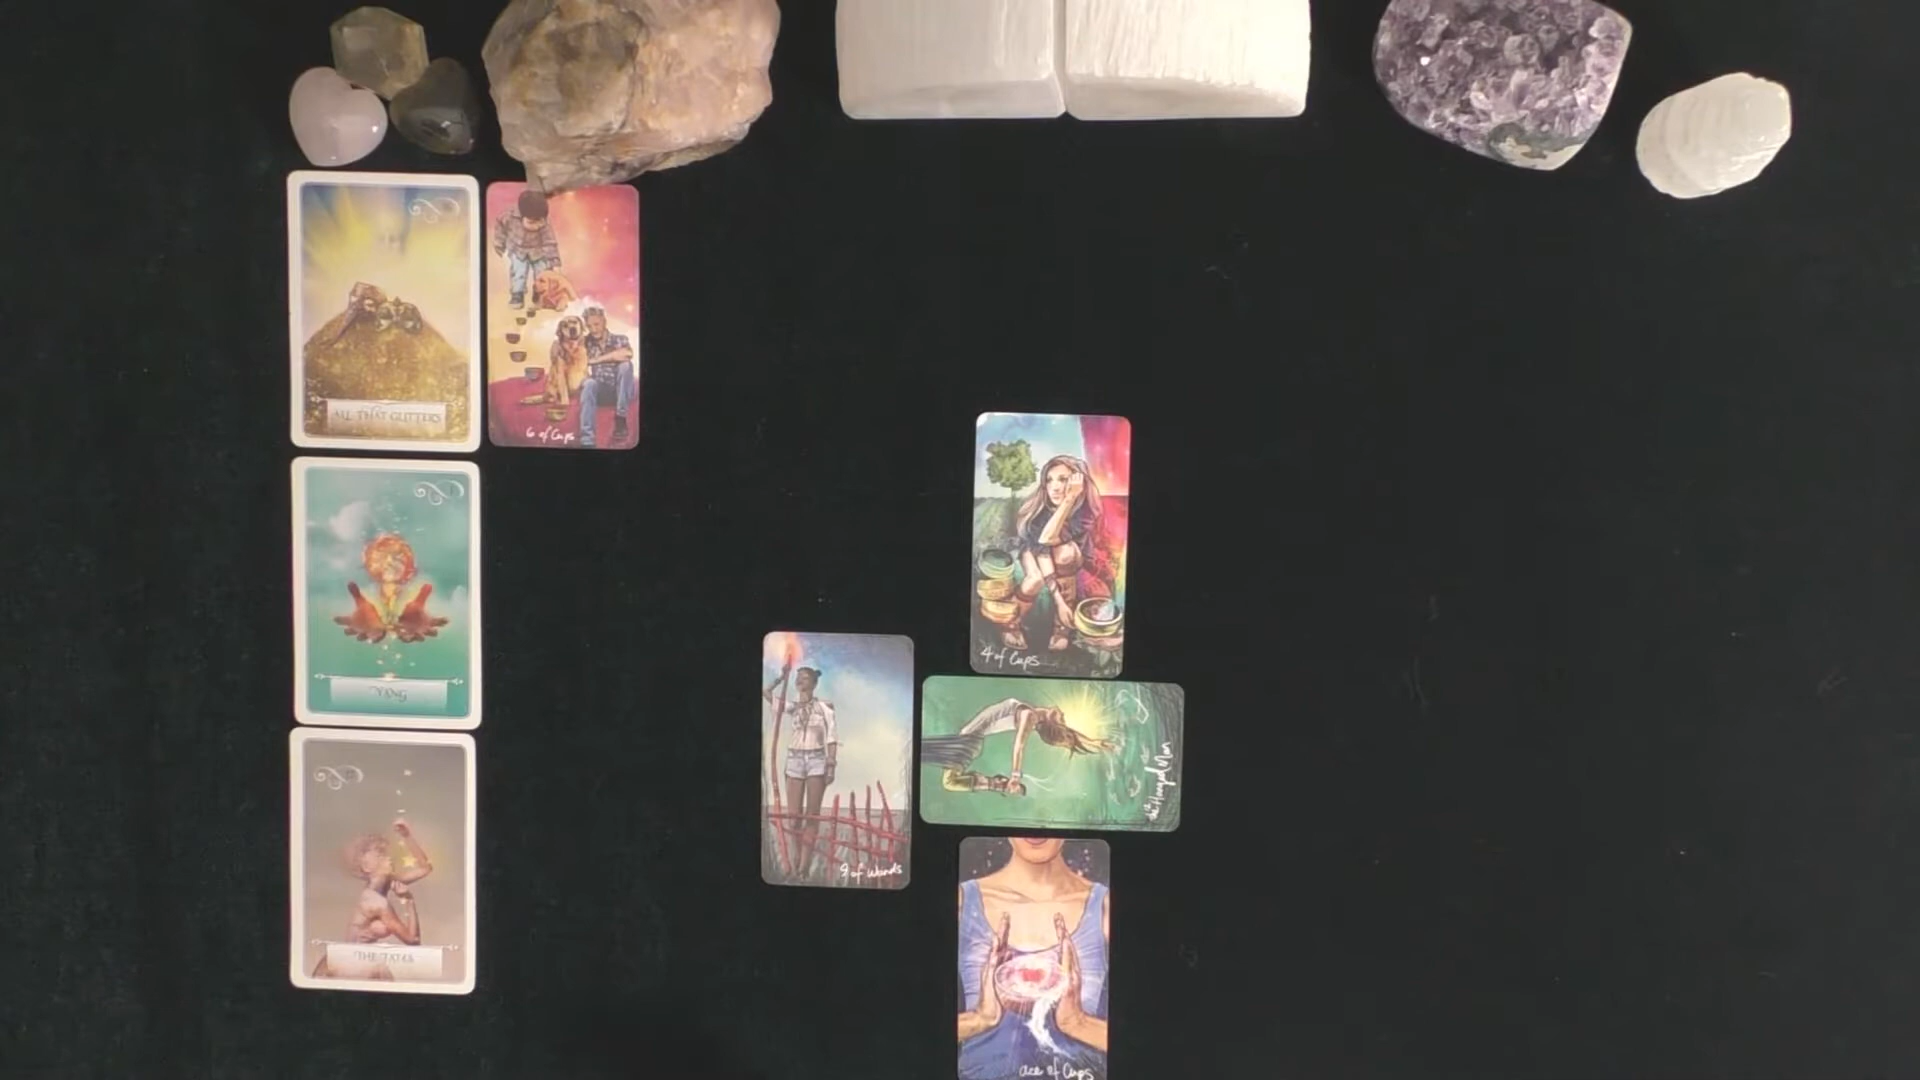 ALL THAT GLITTERS
6 of Cups
YANG
THE FATES
4 of Cups
9 of Wands
the Hanged Man
ace of Cups